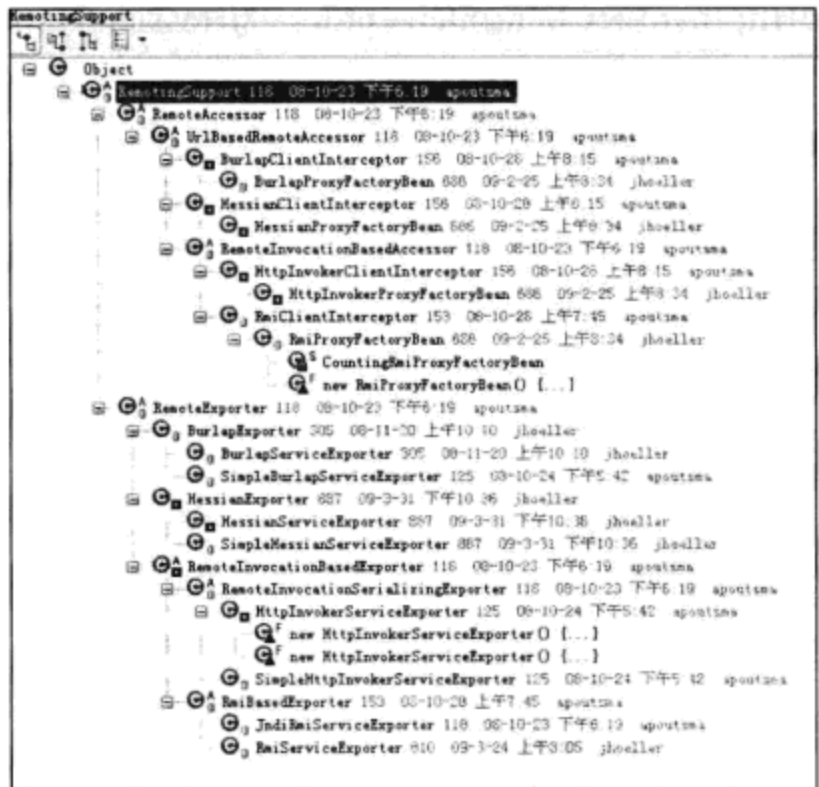 RemotingSupport
Object
RemotingSupport 118 08-10-23 下午6:19 apoutsma
RemoteAccessor 118 08-10-23 下午6:19 apoutsma
UrlBasedRemoteAccessor 118 08-10-23 下午6:19 apoutsma
BurlapClientInterceptor 156 08-10-28 上午8:15 apoutsma
BurlapProxyFactoryBean 686 09-2-25 上午8:34 jhoeller
HessianClientInterceptor 156 08-10-28 上午8:15 apoutsma
HessianProxyFactoryBean 686 09-2-25 上午8:34 jhoeller
RemoteInvocationBasedAccessor 118 08-10-23 下午6:19 apoutsma
HttpInvokerClientInterceptor 156 08-10-28 上午8:15 apoutsma
HttpInvokerProxyFactoryBean 686 09-2-25 上午8:34 jhoeller
RmiClientInterceptor 153 08-10-28 上午7:45 apoutsma
RmiProxyFactoryBean 686 09-2-25 上午8:34 jhoeller
CountingRmiProxyFactoryBean
new RmiProxyFactoryBean() {...}
RemoteExporter 118 08-10-23 下午6:19 apoutsma
BurlapExporter 08-11-20 上午10:10 jhoeller
BurlapServiceExporter 08-11-20 上午10:10 jhoeller
SimpleBurlapServiceExporter 125 08-10-24 下午5:42 apoutsma
HessianExporter 887 09-3-31 下午10:36 jhoeller
HessianServiceExporter 887 09-3-31 下午10:36 jhoeller
SimpleHessianServiceExporter 887 09-3-31 下午10:36 jhoeller
RemoteInvocationBasedExporter 118 08-10-23 下午6:19 apoutsma
RemoteInvocationSerializingExporter 118 08-10-23 下午6:19 apoutsma
HttpInvokerServiceExporter 125 08-10-24 下午5:42 apoutsma
new HttpInvokerServiceExporter() {...}
new HttpInvokerServiceExporter() {...}
SimpleHttpInvokerServiceExporter 125 08-10-24 下午5:42 apoutsma
RmiBasedExporter 153 08-10-28 上午7:45 apoutsma
JndiRmiServiceExporter 118 08-10-23 下午6:19 apoutsma
RmiServiceExporter 810 09-3-24 上午3:05 jhoeller